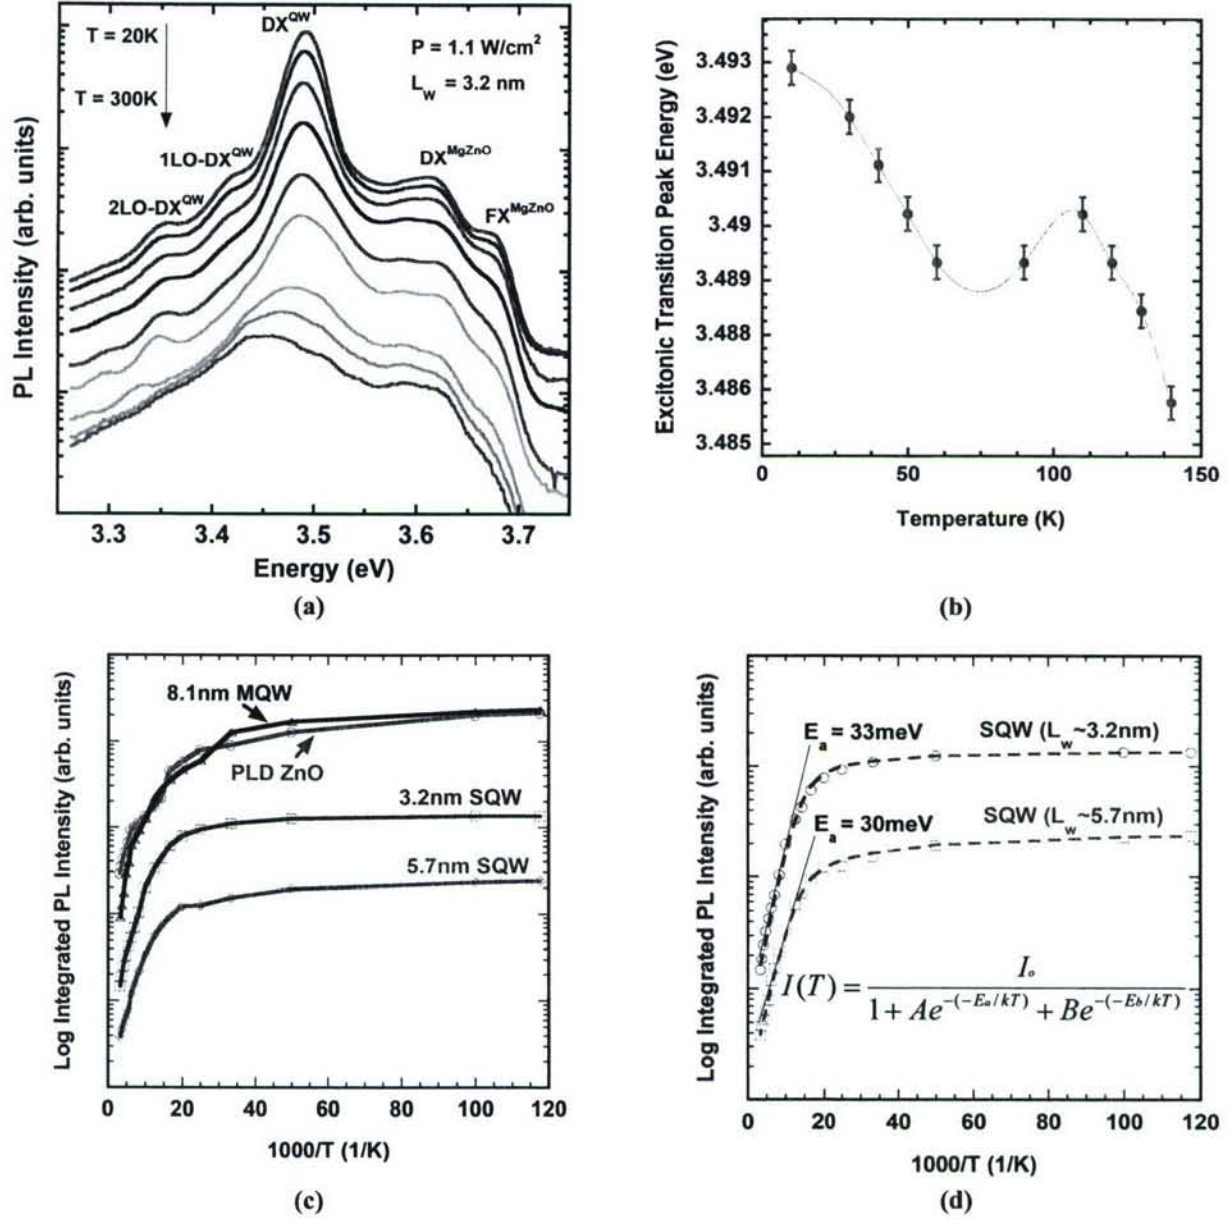 T = 20K
T = 300K
DX^QW
P = 1.1 W/cm²
L_W = 3.2 nm
1LO-DX^QW
2LO-DX^QW
DX^MgZnO
FX^MgZnO
PL Intensity (arb. units)
3.3 3.4 3.5 3.6 3.7
Energy (eV)
(a)
Excitonic Transition Peak Energy (eV)
3.493
3.492
3.491
3.49
3.489
3.488
3.486
3.485
0 50 100 150
Temperature (K)
(b)
Log Integrated PL Intensity (arb. units)
8.1nm MQW
PLD ZnO
3.2nm SQW
5.7nm SQW
0 20 40 60 80 100 120
1000/T (1/K)
(c)
Log Integrated PL Intensity (arb. units)
E_a = 33meV
SQW (L_w~3.2nm)
E_a = 30meV
SQW (L_w~5.7nm)
I(T) = I_o / (1 + Ae^-(-E_a/kT) + Be^-(-E_b/kT))
0 20 40 60 80 100 120
1000/T (1/K)
(d)